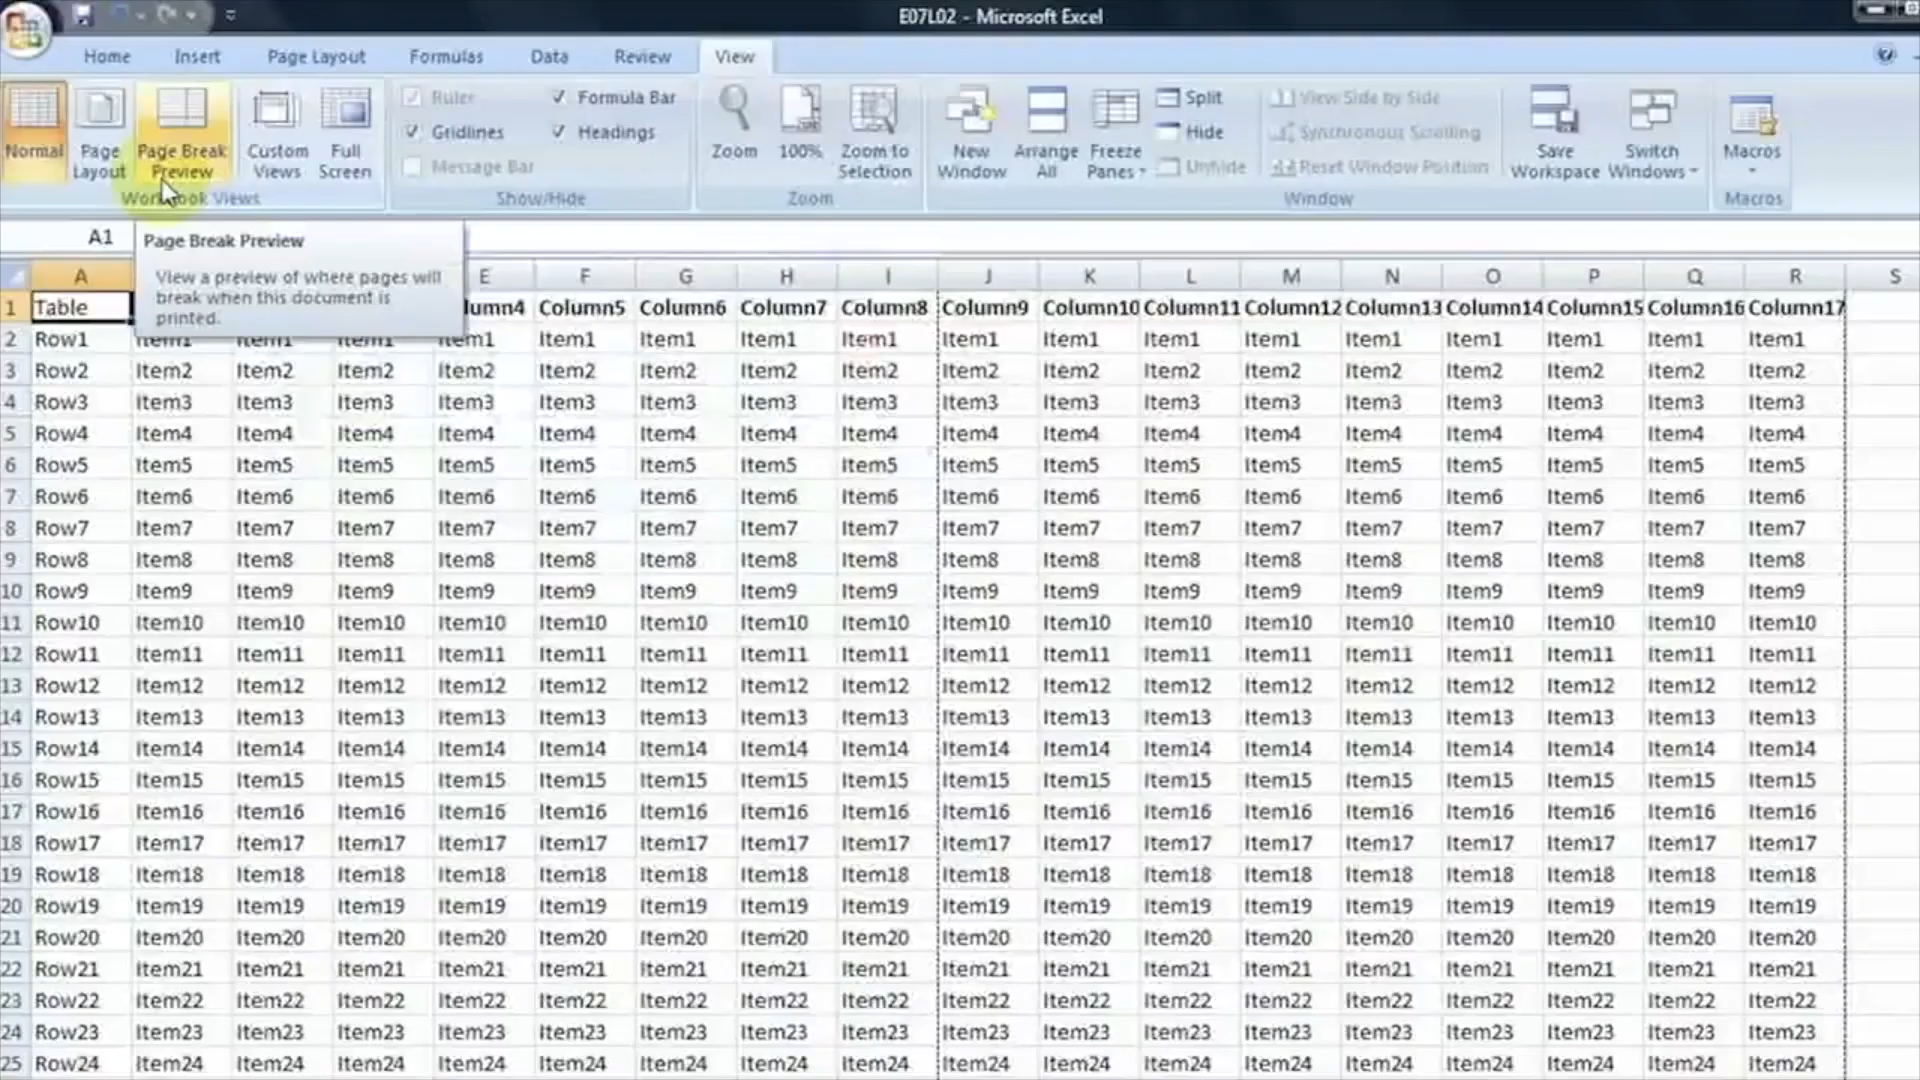 E07L02 - Microsoft Excel
Home Insert Page Layout Formulas Data Review View
Normal Page Layout Page Break Preview Custom Views Full Screen
Workbook Views
Ruler Formula Bar
Gridlines Headings
Message Bar
Show/Hide
Zoom 100% Zoom to Selection
Zoom
New Window Arrange All Freeze Panes Split Hide Unhide
View Side by Side
Synchronous Scrolling
Reset Window Position
Save Workspace Switch Windows
Window
Macros
Macros
A1
Page Break Preview
View a preview of where pages will
break when this document is
printed.
A E F G H I J K L M N O P Q R S
1 Table lumn4 Column5 Column6 Column7 Column8 Column9 Column10 Column11 Column12 Column13 Column14 Column15 Column16 Column17
2 Row1 Item1 Item1 Item1 Item1 Item1 Item1 Item1 Item1 Item1 Item1 Item1 Item1 Item1 Item1 Item1 Item1 Item1
3 Row2 Item2 Item2 Item2 Item2 Item2 Item2 Item2 Item2 Item2 Item2 Item2 Item2 Item2 Item2 Item2 Item2 Item2
4 Row3 Item3 Item3 Item3 Item3 Item3 Item3 Item3 Item3 Item3 Item3 Item3 Item3 Item3 Item3 Item3 Item3 Item3
5 Row4 Item4 Item4 Item4 Item4 Item4 Item4 Item4 Item4 Item4 Item4 Item4 Item4 Item4 Item4 Item4 Item4 Item4
6 Row5 Item5 Item5 Item5 Item5 Item5 Item5 Item5 Item5 Item5 Item5 Item5 Item5 Item5 Item5 Item5 Item5 Item5
7 Row6 Item6 Item6 Item6 Item6 Item6 Item6 Item6 Item6 Item6 Item6 Item6 Item6 Item6 Item6 Item6 Item6 Item6
8 Row7 Item7 Item7 Item7 Item7 Item7 Item7 Item7 Item7 Item7 Item7 Item7 Item7 Item7 Item7 Item7 Item7 Item7
9 Row8 Item8 Item8 Item8 Item8 Item8 Item8 Item8 Item8 Item8 Item8 Item8 Item8 Item8 Item8 Item8 Item8 Item8
10 Row9 Item9 Item9 Item9 Item9 Item9 Item9 Item9 Item9 Item9 Item9 Item9 Item9 Item9 Item9 Item9 Item9 Item9
11 Row10 Item10 Item10 Item10 Item10 Item10 Item10 Item10 Item10 Item10 Item10 Item10 Item10 Item10 Item10 Item10 Item10 Item10
12 Row11 Item11 Item11 Item11 Item11 Item11 Item11 Item11 Item11 Item11 Item11 Item11 Item11 Item11 Item11 Item11 Item11 Item11
13 Row12 Item12 Item12 Item12 Item12 Item12 Item12 Item12 Item12 Item12 Item12 Item12 Item12 Item12 Item12 Item12 Item12 Item12
14 Row13 Item13 Item13 Item13 Item13 Item13 Item13 Item13 Item13 Item13 Item13 Item13 Item13 Item13 Item13 Item13 Item13 Item13
15 Row14 Item14 Item14 Item14 Item14 Item14 Item14 Item14 Item14 Item14 Item14 Item14 Item14 Item14 Item14 Item14 Item14 Item14
16 Row15 Item15 Item15 Item15 Item15 Item15 Item15 Item15 Item15 Item15 Item15 Item15 Item15 Item15 Item15 Item15 Item15 Item15
17 Row16 Item16 Item16 Item16 Item16 Item16 Item16 Item16 Item16 Item16 Item16 Item16 Item16 Item16 Item16 Item16 Item16 Item16
18 Row17 Item17 Item17 Item17 Item17 Item17 Item17 Item17 Item17 Item17 Item17 Item17 Item17 Item17 Item17 Item17 Item17 Item17
19 Row18 Item18 Item18 Item18 Item18 Item18 Item18 Item18 Item18 Item18 Item18 Item18 Item18 Item18 Item18 Item18 Item18 Item18
20 Row19 Item19 Item19 Item19 Item19 Item19 Item19 Item19 Item19 Item19 Item19 Item19 Item19 Item19 Item19 Item19 Item19 Item19
21 Row20 Item20 Item20 Item20 Item20 Item20 Item20 Item20 Item20 Item20 Item20 Item20 Item20 Item20 Item20 Item20 Item20 Item20
22 Row21 Item21 Item21 Item21 Item21 Item21 Item21 Item21 Item21 Item21 Item21 Item21 Item21 Item21 Item21 Item21 Item21 Item21
23 Row22 Item22 Item22 Item22 Item22 Item22 Item22 Item22 Item22 Item22 Item22 Item22 Item22 Item22 Item22 Item22 Item22 Item22
24 Row23 Item23 Item23 Item23 Item23 Item23 Item23 Item23 Item23 Item23 Item23 Item23 Item23 Item23 Item23 Item23 Item23 Item23
25 Row24 Item24 Item24 Item24 Item24 Item24 Item24 Item24 Item24 Item24 Item24 Item24 Item24 Item24 Item24 Item24 Item24 Item24